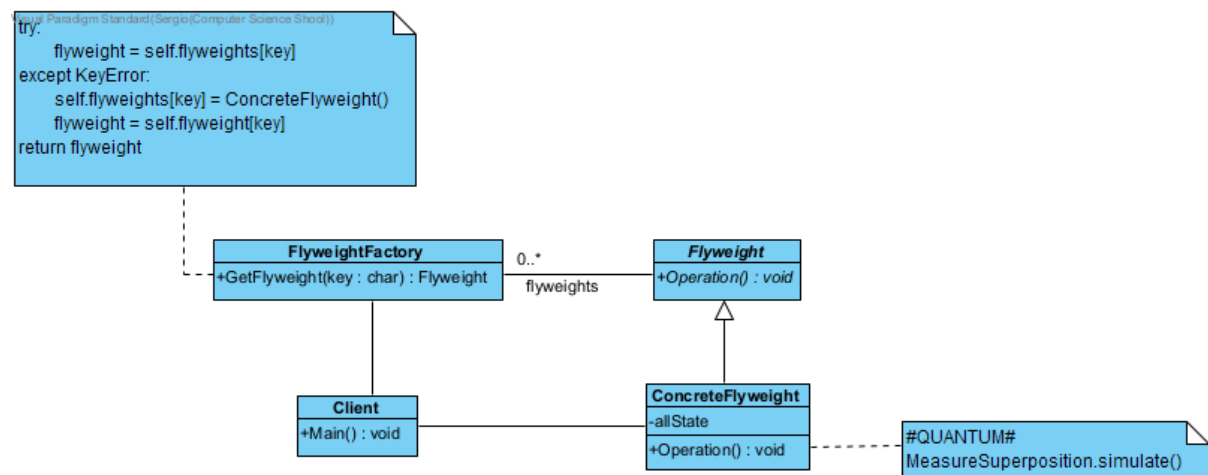 Visual Paradigm Standard(Sergio(Computer Science Shool))
try:
flyweight = self.flyweights[key]
except KeyError:
self.flyweights[key] = ConcreteFlyweight()
flyweight = self.flyweight[key]
return flyweight
FlyweightFactory
+GetFlyweight(key : char) : Flyweight
0..*
flyweights
Flyweight
+Operation() : void
Client
+Main() : void
ConcreteFlyweight
-allState
+Operation() : void
#QUANTUM#
MeasureSuperposition.simulate()